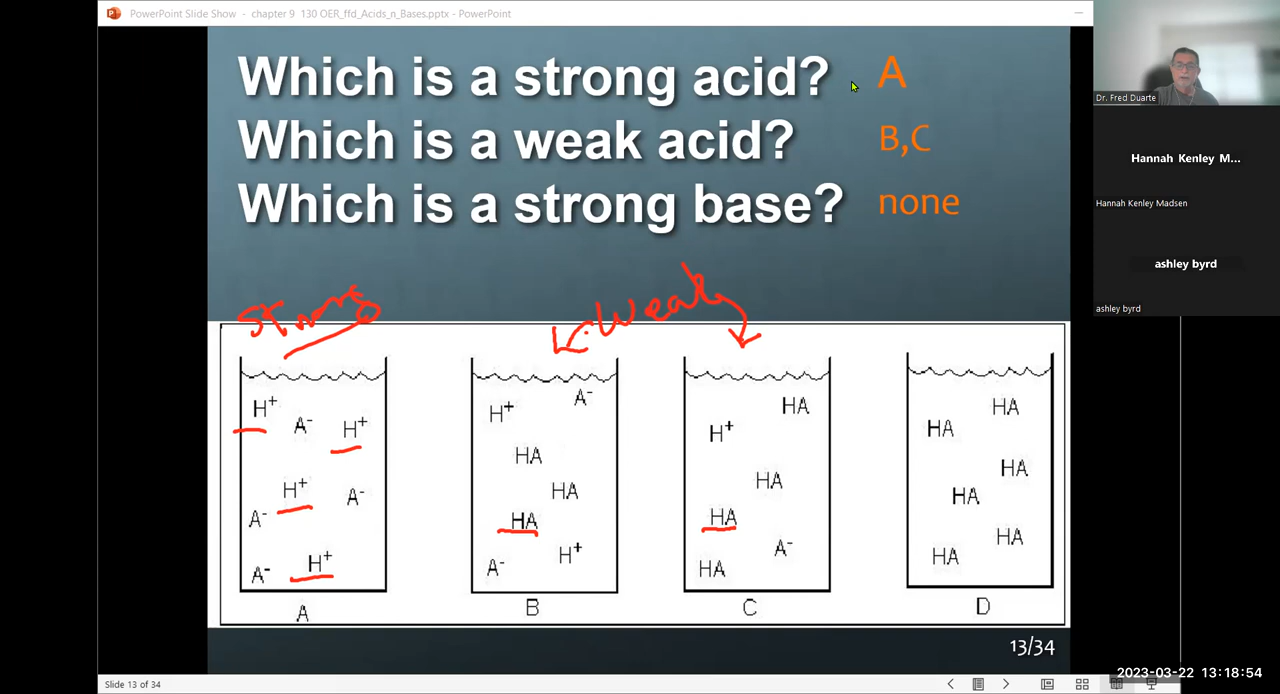 PowerPoint Slide Show - chapter 9 130 OER_ffd_Acids_n_Bases.pptx - PowerPoint
Which is a strong acid? A
Which is a weak acid? B,C
Which is a strong base? none
Strong
Weak
H⁺
A⁻
H⁺
H⁺
A⁻
A⁻
H⁺
A⁻
A
H⁺
A⁻
HA
HA
HA
H⁺
A⁻
B
HA
H⁺
HA
HA
A⁻
HA
C
HA
HA
HA
HA
HA
HA
D
13/34
Dr. Fred Duarte
Hannah Kenley M...
Hannah Kenley Madsen
ashley byrd
ashley byrd
2023-03-22 13:18:54
Slide 13 of 34